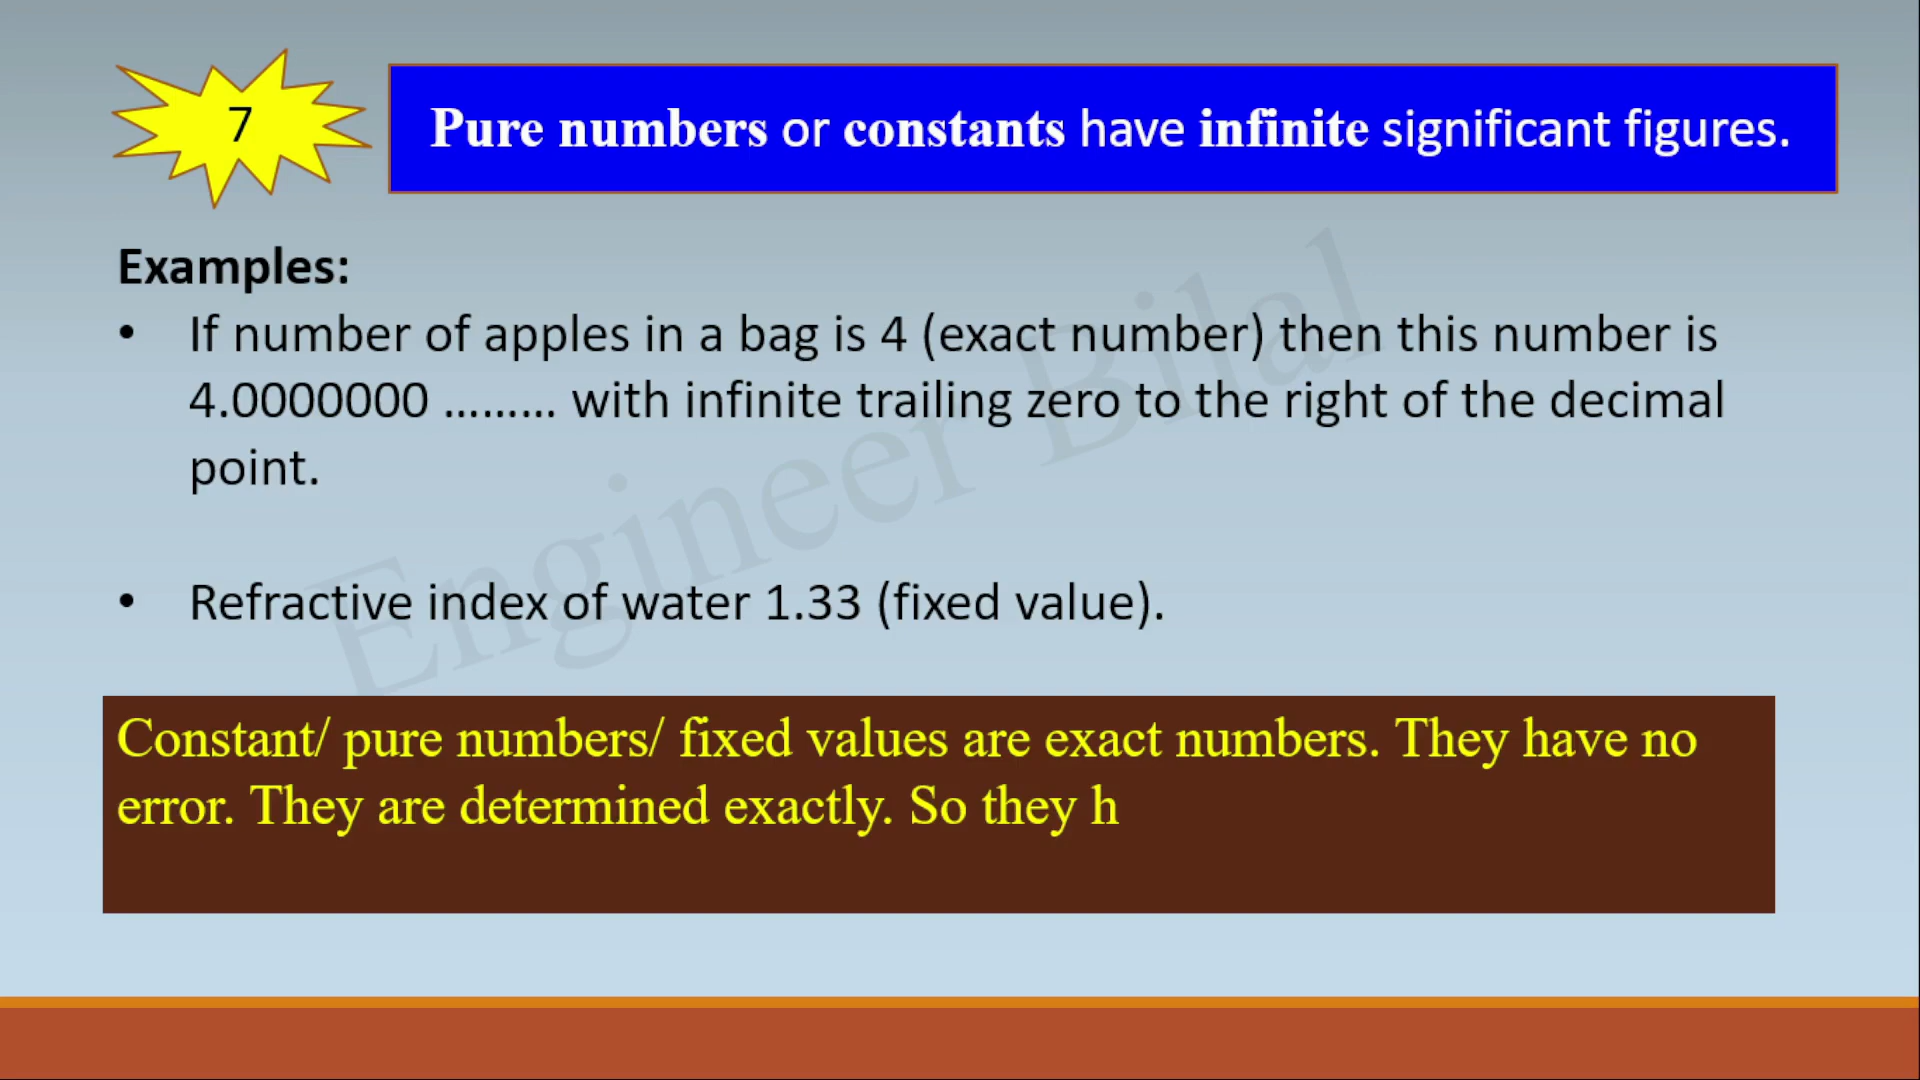 7
Pure numbers or constants have infinite significant figures.
Examples:
• If number of apples in a bag is 4 (exact number) then this number is
4.0000000 ......... with infinite trailing zero to the right of the decimal
point.
• Refractive index of water 1.33 (fixed value).
Engineer Bilal
Constant/ pure numbers/ fixed values are exact numbers. They have no
error. They are determined exactly. So they h